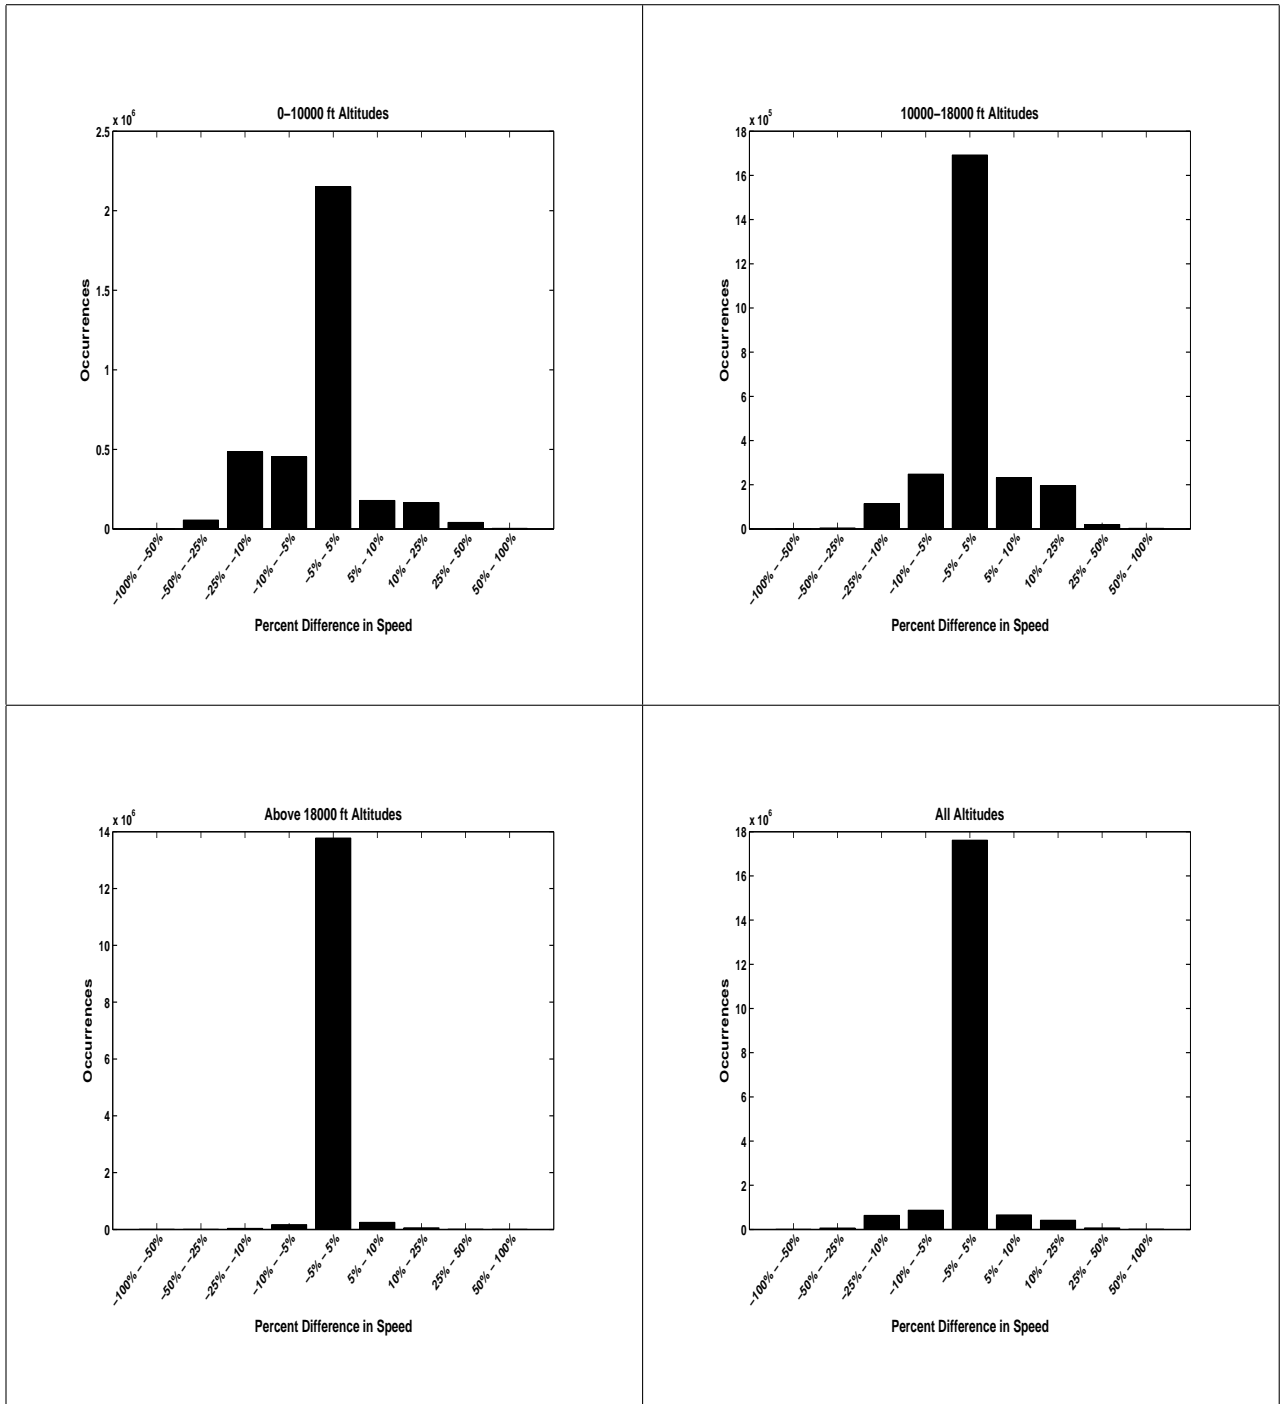 0–10000 ft Altitudes
x 10^6
2.5
2
1.5
1
0.5
0
Occurrences
–100% – –50%
–50% – –25%
–25% – –10%
–10% – –5%
–5% – 5%
5% – 10%
10% – 25%
25% – 50%
50% – 100%
Percent Difference in Speed
10000–18000 ft Altitudes
x 10^5
18
16
14
12
10
8
6
4
2
0
Occurrences
–100% – –50%
–50% – –25%
–25% – –10%
–10% – –5%
–5% – 5%
5% – 10%
10% – 25%
25% – 50%
50% – 100%
Percent Difference in Speed
Above 18000 ft Altitudes
x 10^6
14
12
10
8
6
4
2
0
Occurrences
–100% – –50%
–50% – –25%
–25% – –10%
–10% – –5%
–5% – 5%
5% – 10%
10% – 25%
25% – 50%
50% – 100%
Percent Difference in Speed
All Altitudes
x 10^6
18
16
14
12
10
8
6
4
2
0
Occurrences
–100% – –50%
–50% – –25%
–25% – –10%
–10% – –5%
–5% – 5%
5% – 10%
10% – 25%
25% – 50%
50% – 100%
Percent Difference in Speed